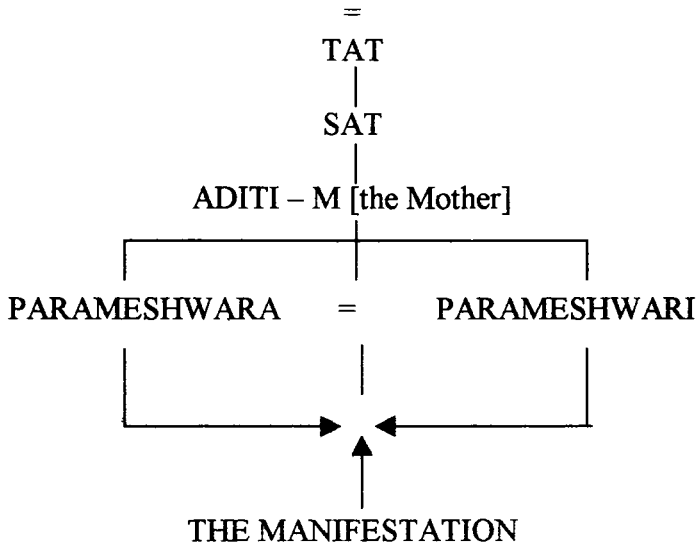 =
TAT
SAT
ADITI – M [the Mother]
PARAMESHWARA = PARAMESHWARI
THE MANIFESTATION